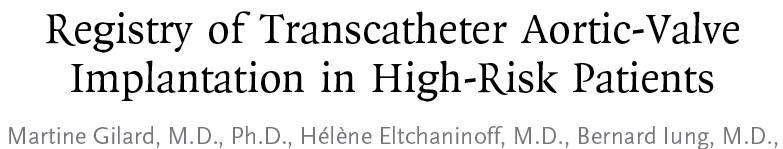 Registry of Transcatheter Aortic-Valve
Implantation in High-Risk Patients
Martine Gilard, M.D., Ph.D., Hélène Eltchaninoff, M.D., Bernard Iung, M.D.,